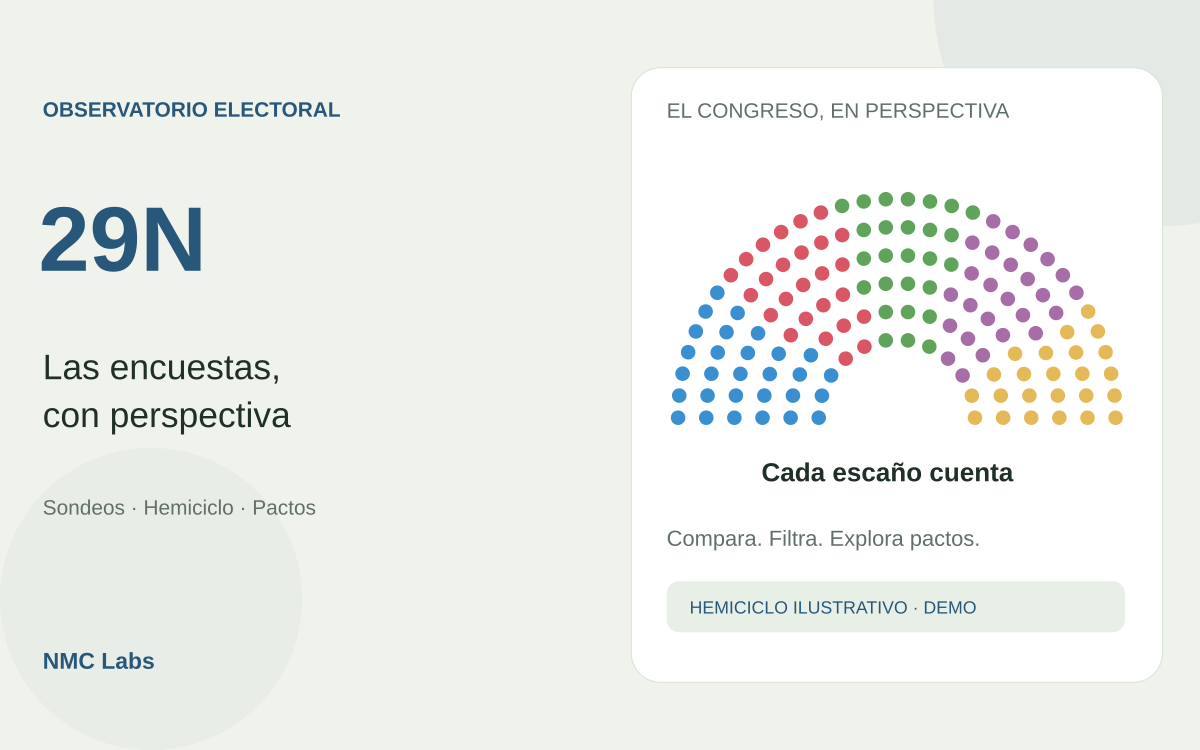 OBSERVATORIO ELECTORAL
29N
Las encuestas,
con perspectiva
Sondeos · Hemiciclo · Pactos
NMC Labs
EL CONGRESO, EN PERSPECTIVA
Cada escaño cuenta
Compara. Filtra. Explora pactos.
HEMICICLO ILUSTRATIVO · DEMO